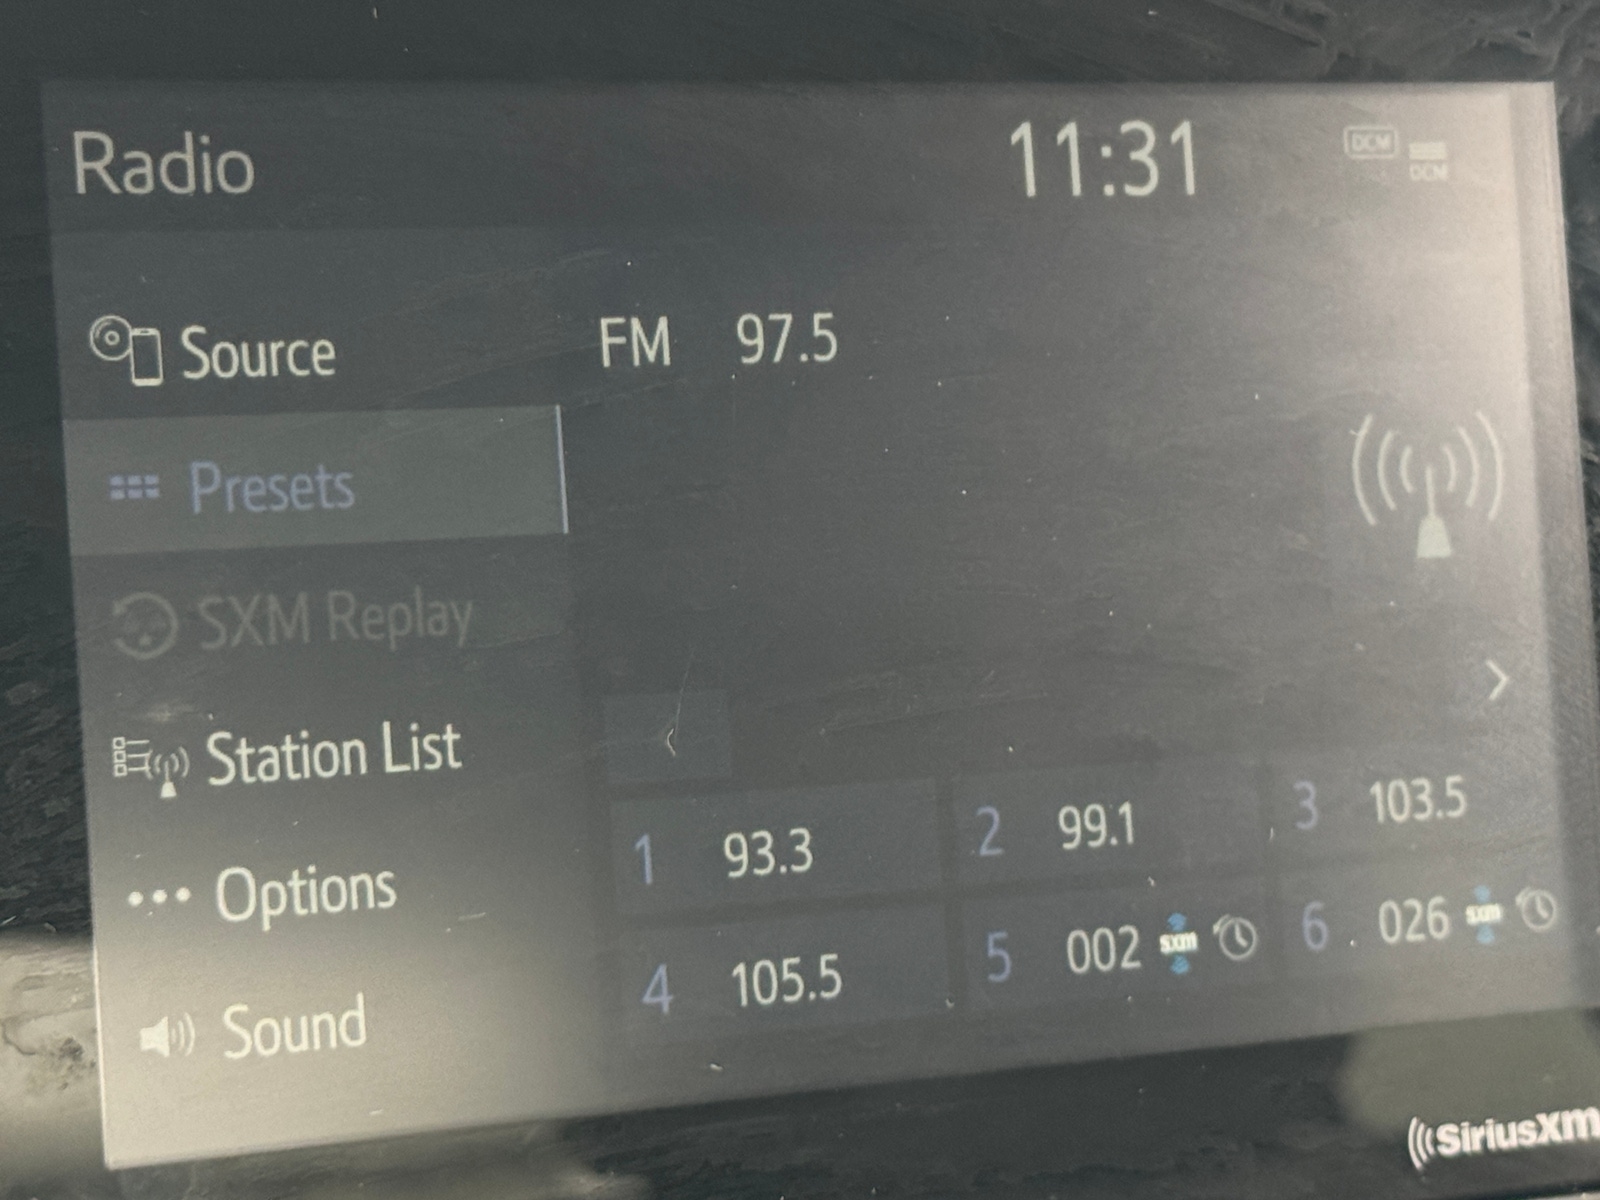 Radio 11:31 DCM DCM
Source FM 97.5
Presets
SXM Replay
Station List
1 93.3 2 99.1 3 103.5
Options
4 105.5 5 002 sxm 6 026 sxm
Sound
SiriusXM